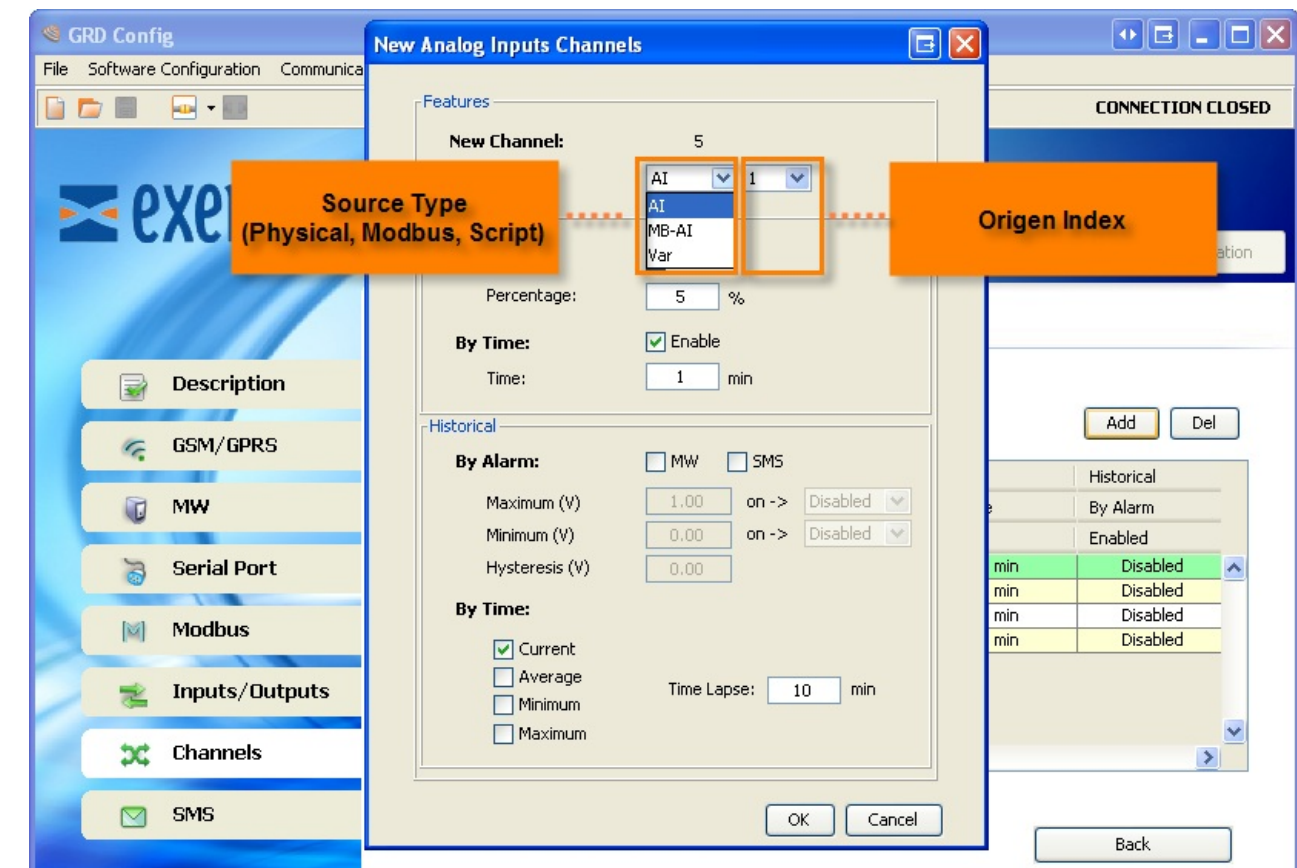 GRD Config
File Software Configuration Communica
CONNECTION CLOSED
New Analog Inputs Channels
Features
New Channel: 5
AI 1
AI
MB-AI
Var
Source Type
(Physical, Modbus, Script)
Origen Index
ation
Percentage: 5 %
By Time: Enable
Time: 1 min
Historical
By Alarm: MW SMS
Maximum (V) 1.00 on -> Disabled
Minimum (V) 0.00 on -> Disabled
Hysteresis (V) 0.00
By Time:
Current
Average
Minimum
Maximum
Time Lapse: 10 min
OK Cancel
exe
Description
GSM/GPRS
MW
Serial Port
Modbus
Inputs/Outputs
Channels
SMS
Add Del
Historical
By Alarm
Enabled
min Disabled
min Disabled
min Disabled
min Disabled
Back